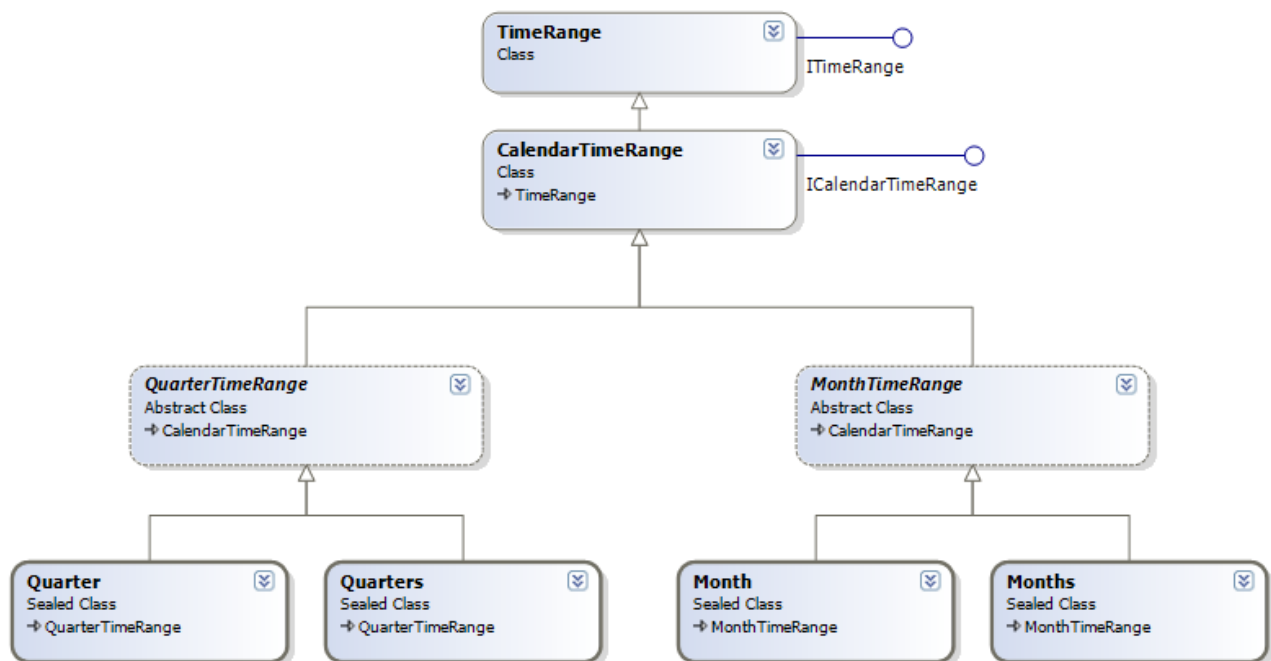 TimeRange
Class
ITimeRange
CalendarTimeRange
Class
TimeRange
ICalendarTimeRange
QuarterTimeRange
Abstract Class
CalendarTimeRange
MonthTimeRange
Abstract Class
CalendarTimeRange
Quarter
Sealed Class
QuarterTimeRange
Quarters
Sealed Class
QuarterTimeRange
Month
Sealed Class
MonthTimeRange
Months
Sealed Class
MonthTimeRange